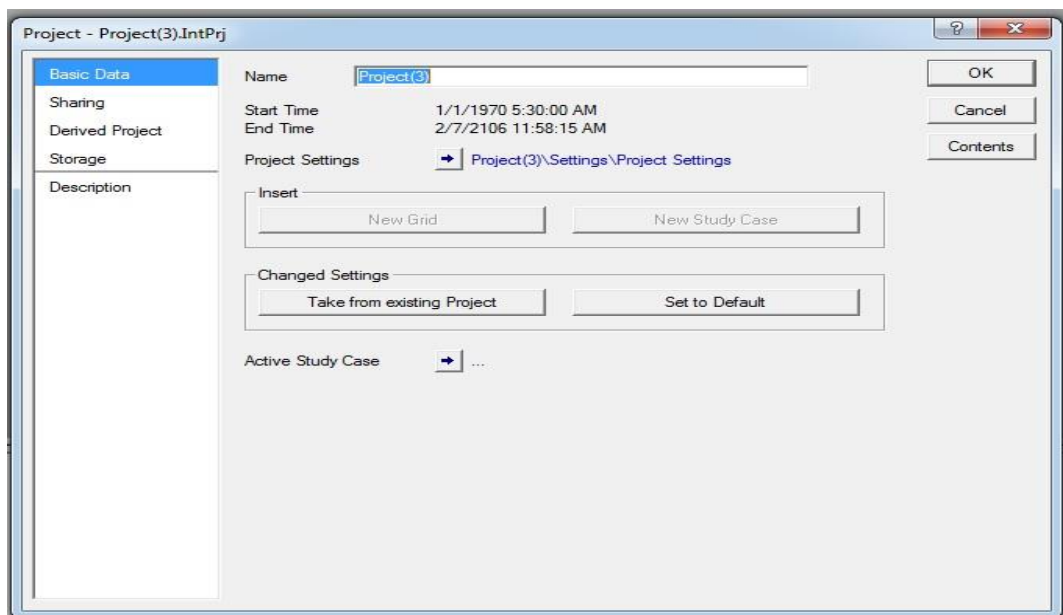 Project - Project(3).IntPrj
Basic Data
Sharing
Derived Project
Storage
Description
Name Project(3)
Start Time 1/1/1970 5:30:00 AM
End Time 2/7/2106 11:58:15 AM
Project Settings Project(3)\Settings\Project Settings
Insert
New Grid New Study Case
Changed Settings
Take from existing Project Set to Default
Active Study Case ...
OK
Cancel
Contents